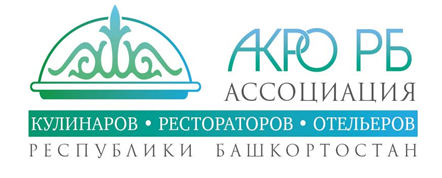 АКРО РБ
АССОЦИАЦИЯ
КУЛИНАРОВ • РЕСТОРАТОРОВ • ОТЕЛЬЕРОВ
РЕСПУБЛИКИ БАШКОРТОСТАН